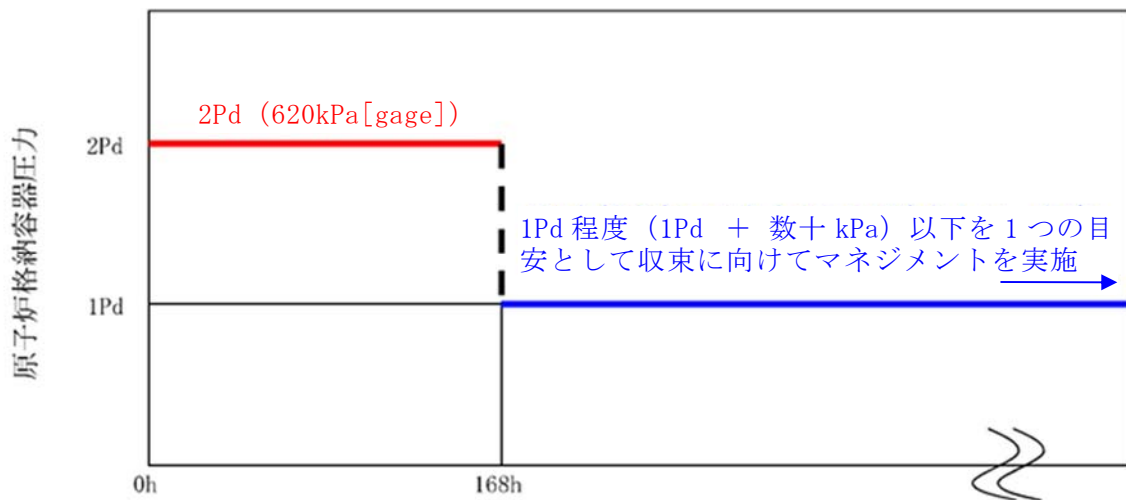 原子炉格納容器圧力
2Pd (620kPa[gage])
2Pd
1Pd 程度（1Pd ＋ 数十 kPa）以下を 1 つの目
安として収束に向けてマネジメントを実施
1Pd
0h
168h